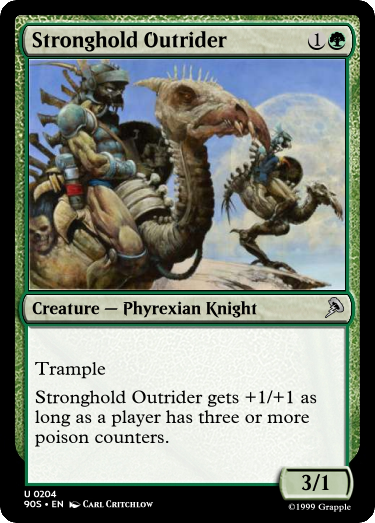 Stronghold Outrider 1
Creature — Phyrexian Knight
Trample
Stronghold Outrider gets +1/+1 as
long as a player has three or more
poison counters.
3/1
U 0204
90S • EN Carl Critchlow
©1999 Grapple